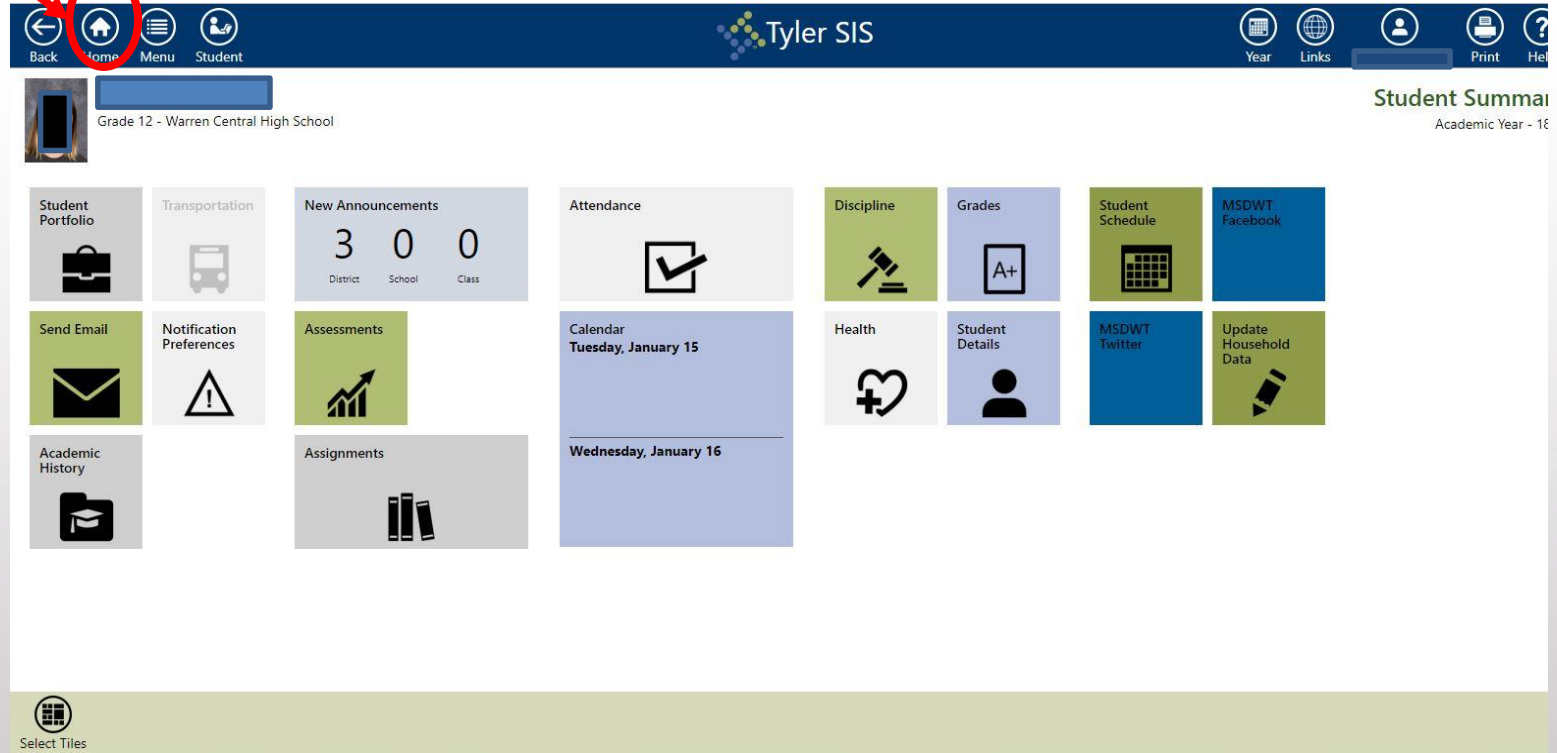 Back
Home
Menu
Student
Tyler SIS
Year
Links
Print
Hel
Grade 12 - Warren Central High School
Student Summar
Academic Year - 18
Student
Portfolio
Transportation
New Announcements
3 0 0
District School Class
Attendance
Discipline
Grades
A+
Student
Schedule
MSDWT
Facebook
Send Email
Notification
Preferences
Assessments
Calendar
Tuesday, January 15
Wednesday, January 16
Health
Student
Details
MSDWT
Twitter
Update
Household
Data
Academic
History
Assignments
Select Tiles